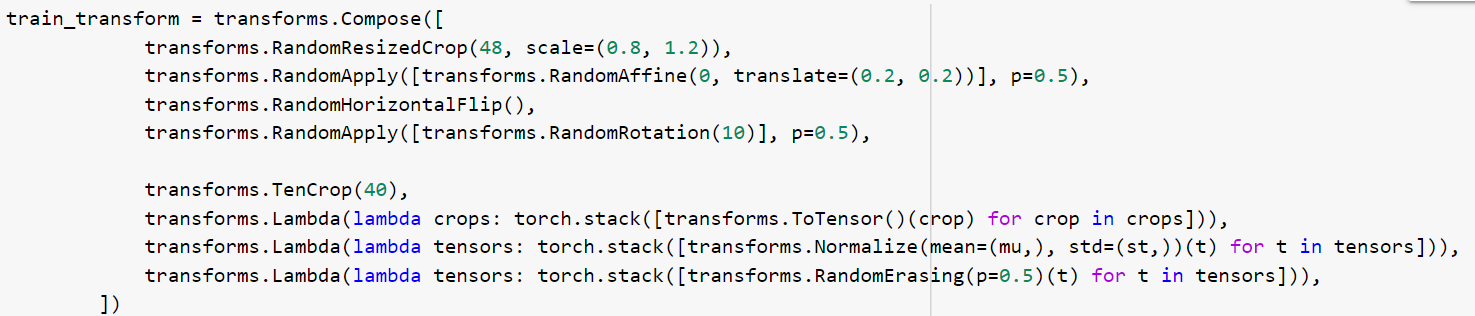 train_transform = transforms.Compose([
transforms.RandomResizedCrop(48, scale=(0.8, 1.2)),
transforms.RandomApply([transforms.RandomAffine(0, translate=(0.2, 0.2))], p=0.5),
transforms.RandomHorizontalFlip(),
transforms.RandomApply([transforms.RandomRotation(10)], p=0.5),
transforms.TenCrop(40),
transforms.Lambda(lambda crops: torch.stack([transforms.ToTensor()(crop) for crop in crops])),
transforms.Lambda(lambda tensors: torch.stack([transforms.Normalize(mean=(mu,), std=(st,))(t) for t in tensors])),
transforms.Lambda(lambda tensors: torch.stack([transforms.RandomErasing(p=0.5)(t) for t in tensors])),
])